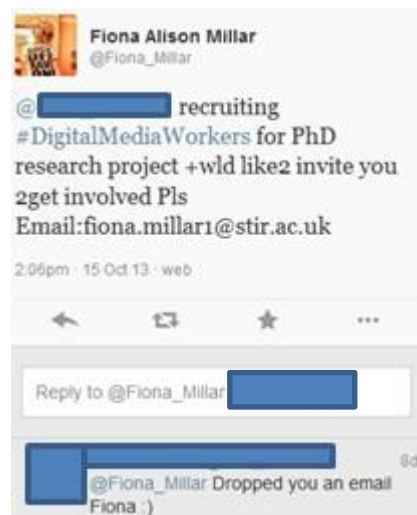 Fiona Alison Millar
@Fiona_Millar
@ recruiting
#DigitalMediaWorkers for PhD
research project +wld like2 invite you
2get involved Pls
Email:fiona.millar1@stir.ac.uk
2:06pm · 15 Oct 13 · web
Reply to @Fiona_Millar
8d
@Fiona_Millar Dropped you an email
Fiona :)